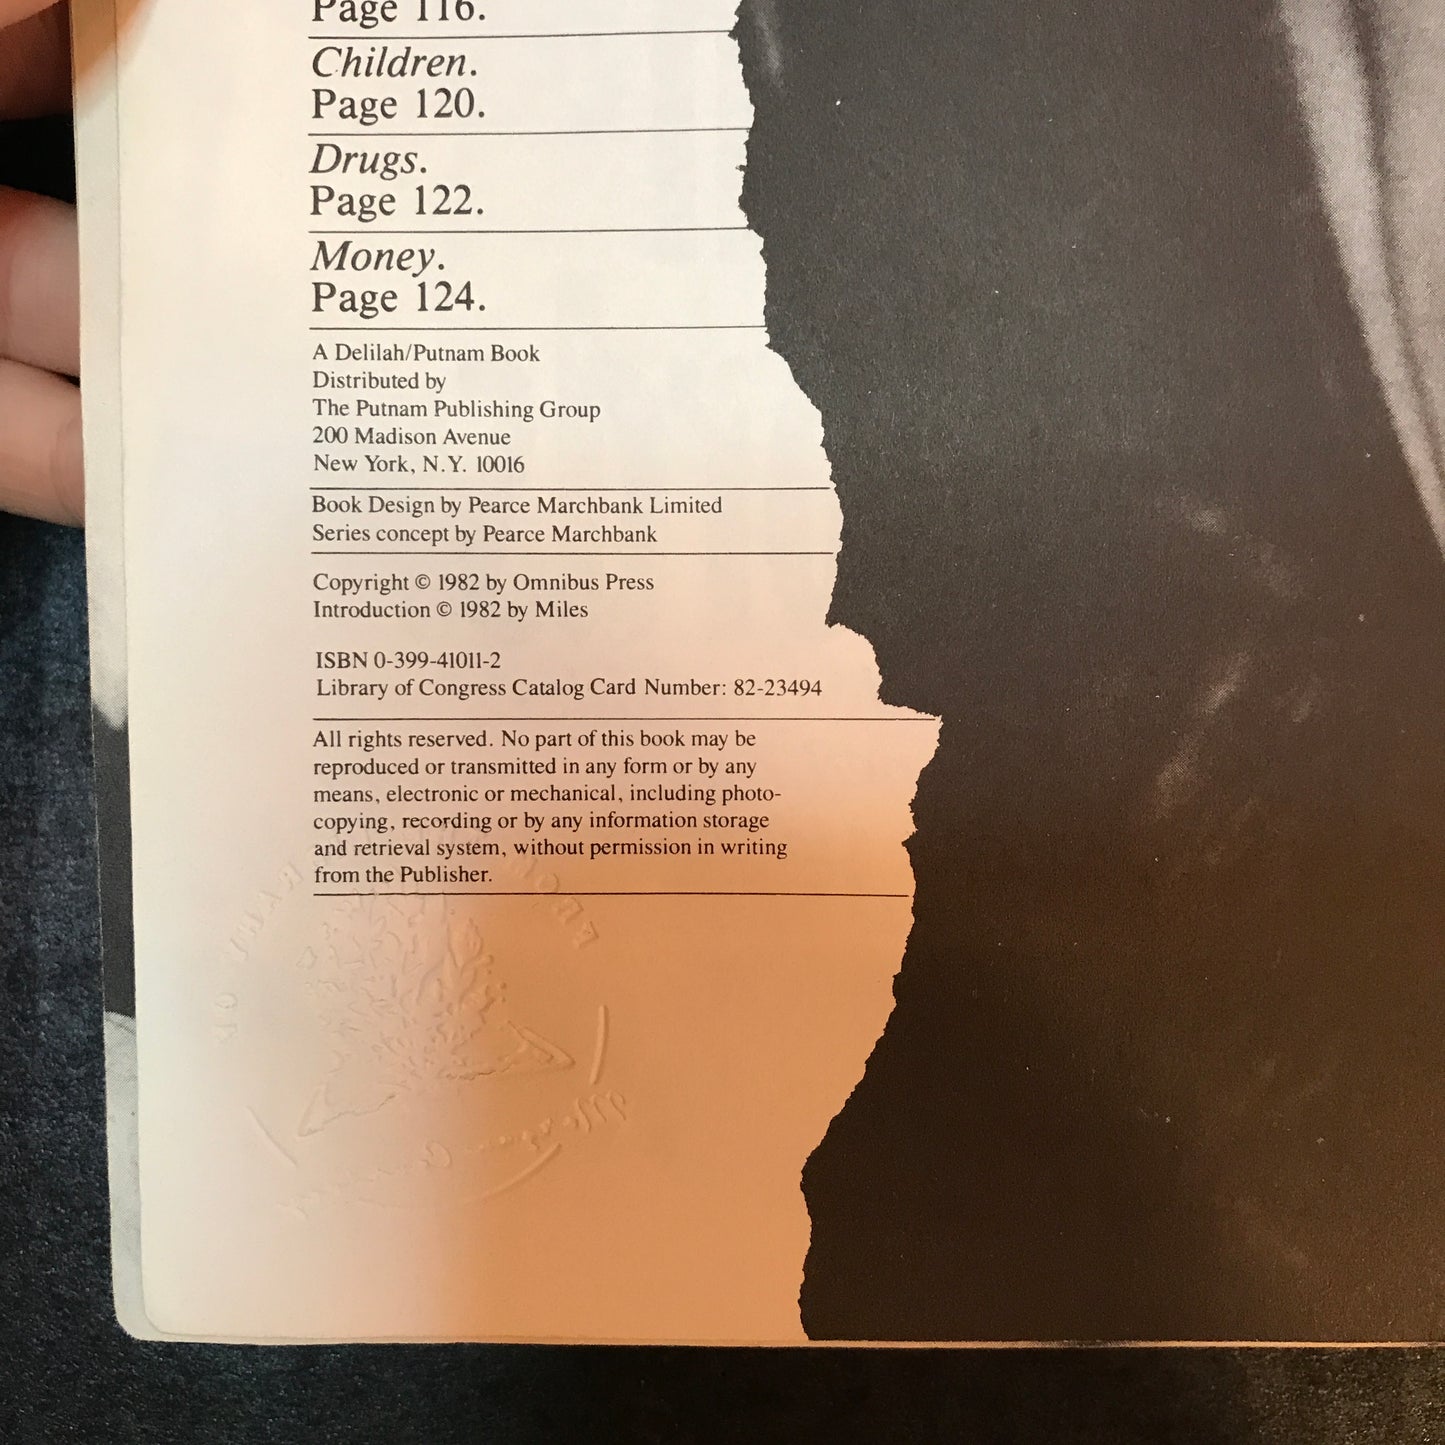 Page 116.
Children.
Page 120.
Drugs.
Page 122.
Money.
Page 124.
A Delilah/Putnam Book
Distributed by
The Putnam Publishing Group
200 Madison Avenue
New York, N.Y. 10016
Book Design by Pearce Marchbank Limited
Series concept by Pearce Marchbank
Copyright © 1982 by Omnibus Press
Introduction © 1982 by Miles
ISBN 0-399-41011-2
Library of Congress Catalog Card Number: 82-23494
All rights reserved. No part of this book may be
reproduced or transmitted in any form or by any
means, electronic or mechanical, including photo-
copying, recording or by any information storage
and retrieval system, without permission in writing
from the Publisher.